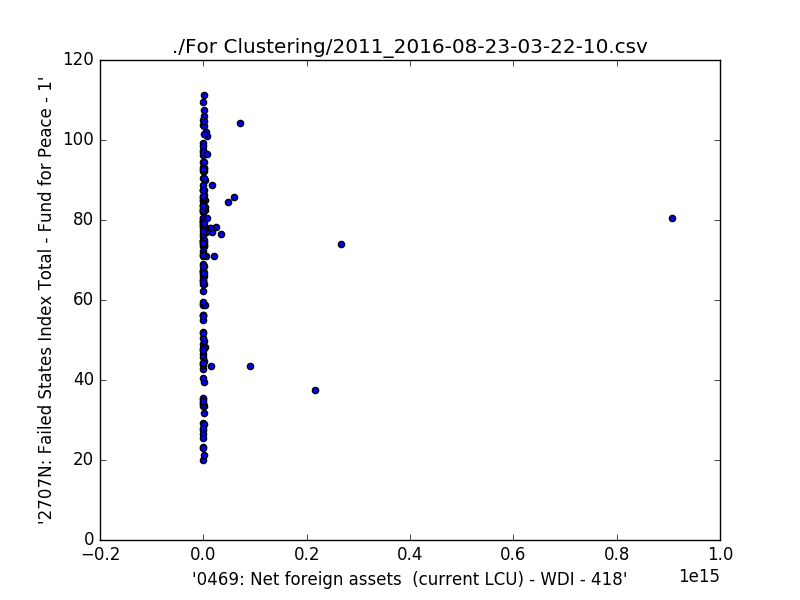 ./For Clustering/2011_2016-08-23-03-22-10.csv
120
100
80
60
40
20
0
'2707N: Failed States Index Total - Fund for Peace - 1'
−0.2 0.0 0.2 0.4 0.6 0.8 1.0
1e15
'0469: Net foreign assets  (current LCU) - WDI - 418'